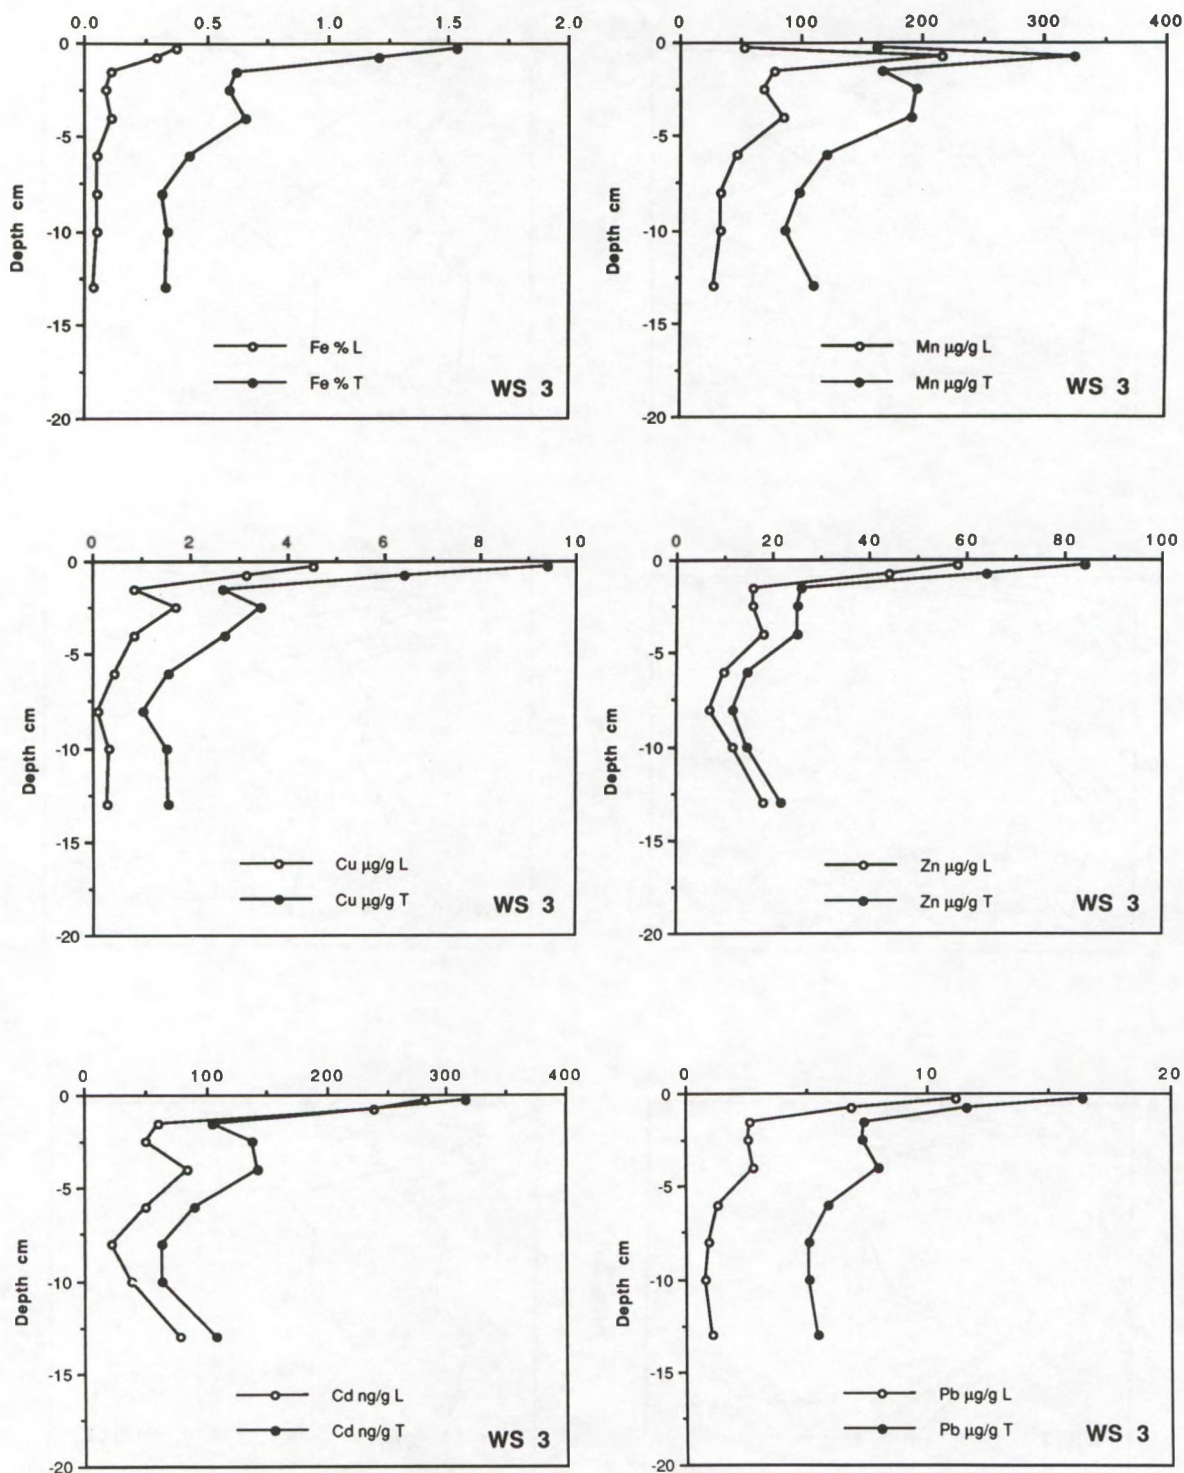 0.0 0.5 1.0 1.5 2.0
0
-5
-10
-15
-20
Depth cm
Fe % L
Fe % T
WS 3
0 100 200 300 400
0
-5
-10
-15
-20
Depth cm
Mn µg/g L
Mn µg/g T
WS 3
0 2 4 6 8 10
0
-5
-10
-15
-20
Depth cm
Cu µg/g L
Cu µg/g T
WS 3
0 20 40 60 80 100
0
-5
-10
-15
-20
Depth cm
Zn µg/g L
Zn µg/g T
WS 3
0 100 200 300 400
0
-5
-10
-15
-20
Depth cm
Cd ng/g L
Cd ng/g T
WS 3
0 10 20
0
-5
-10
-15
-20
Depth cm
Pb µg/g L
Pb µg/g T
WS 3